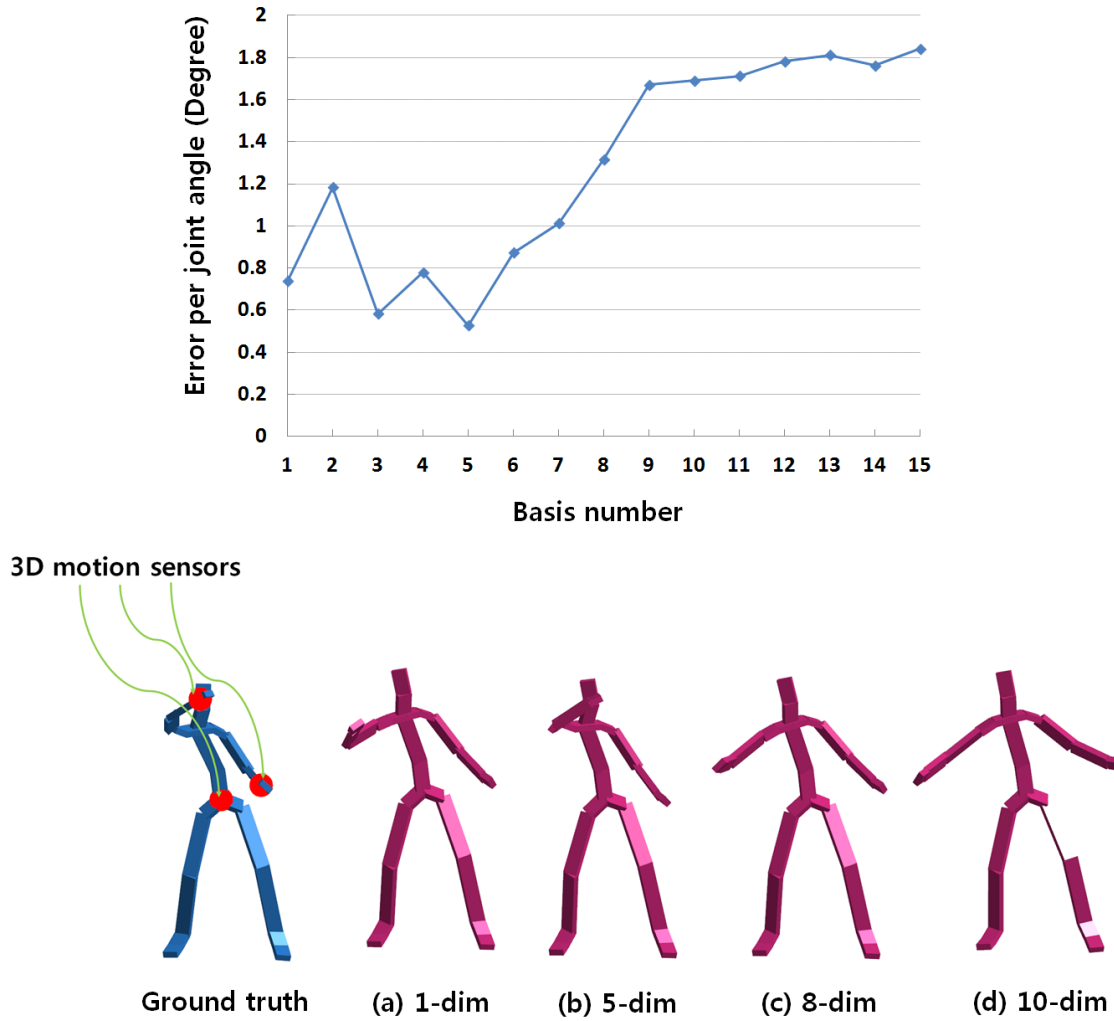 2
1.8
1.6
1.4
1.2
1
0.8
0.6
0.4
0.2
0
Error per joint angle (Degree)
1 2 3 4 5 6 7 8 9 10 11 12 13 14 15
Basis number
3D motion sensors
Ground truth (a) 1-dim (b) 5-dim (c) 8-dim (d) 10-dim